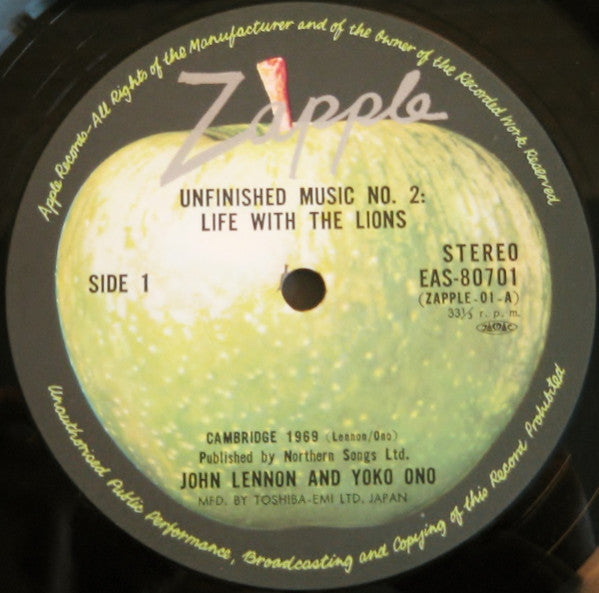 Apple Records-All Rights of the Manufacturer and of the Owner of the Recorded Work Reserved
Zapple
UNFINISHED MUSIC NO. 2:
LIFE WITH THE LIONS
SIDE 1
STEREO
EAS-80701
(ZAPPLE-01-A)
33⅓ r. p. m.
CAMBRIDGE 1969 (Lennon/Ono)
Published by Northern Songs Ltd.
JOHN LENNON AND YOKO ONO
MFD. BY TOSHIBA-EMI LTD. JAPAN
Unauthorised Public Performance, Broadcasting and Copying of this Record Prohibited